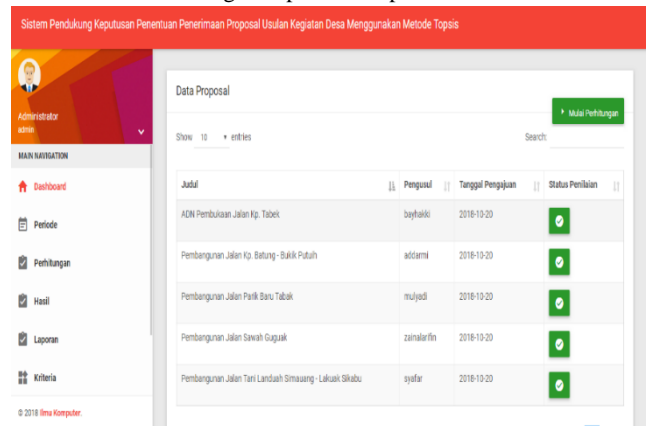 Sistem Pendukung Keputusan Penentuan Penerimaan Proposal Usulan Kegiatan Desa Menggunakan Metode Topsis
Administrator
admin
MAIN NAVIGATION
Dashboard
Periode
Perhitungan
Hasil
Laporan
Kriteria
© 2018 Ilmu Komputer.
Data Proposal
Mulai Perhitungan
Show 10 entries
Search:
Judul Pengusul Tanggal Pengajuan Status Penilaian
ADN Pembukaan Jalan Kp. Tabek bayhakki 2018-10-20
Pembangunan Jalan Kp. Batung - Bukik Putuih addarmi 2018-10-20
Pembangunan Jalan Parik Baru Tabak mulyadi 2018-10-20
Pembangunan Jalan Sawah Guguak zainalarifin 2018-10-20
Pembangunan Jalan Tani Landuah Simauang - Lakuak Sikabu syafar 2018-10-20